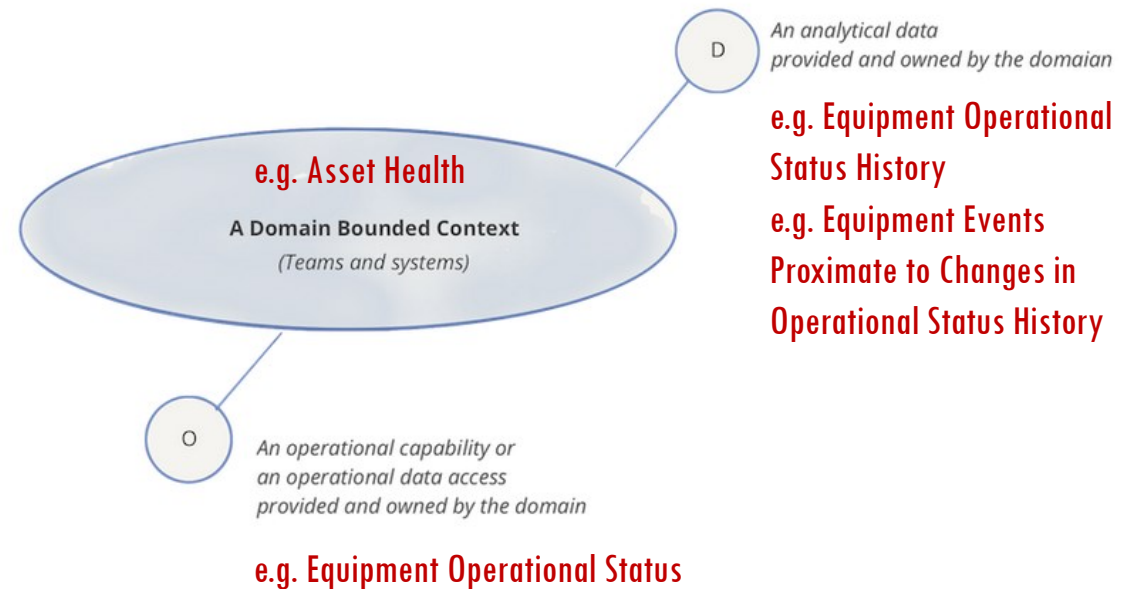 D
An analytical data
provided and owned by the domaian
e.g. Equipment Operational
Status History
e.g. Equipment Events
Proximate to Changes in
Operational Status History
e.g. Asset Health
A Domain Bounded Context
(Teams and systems)
O
An operational capability or
an operational data access
provided and owned by the domain
e.g. Equipment Operational Status